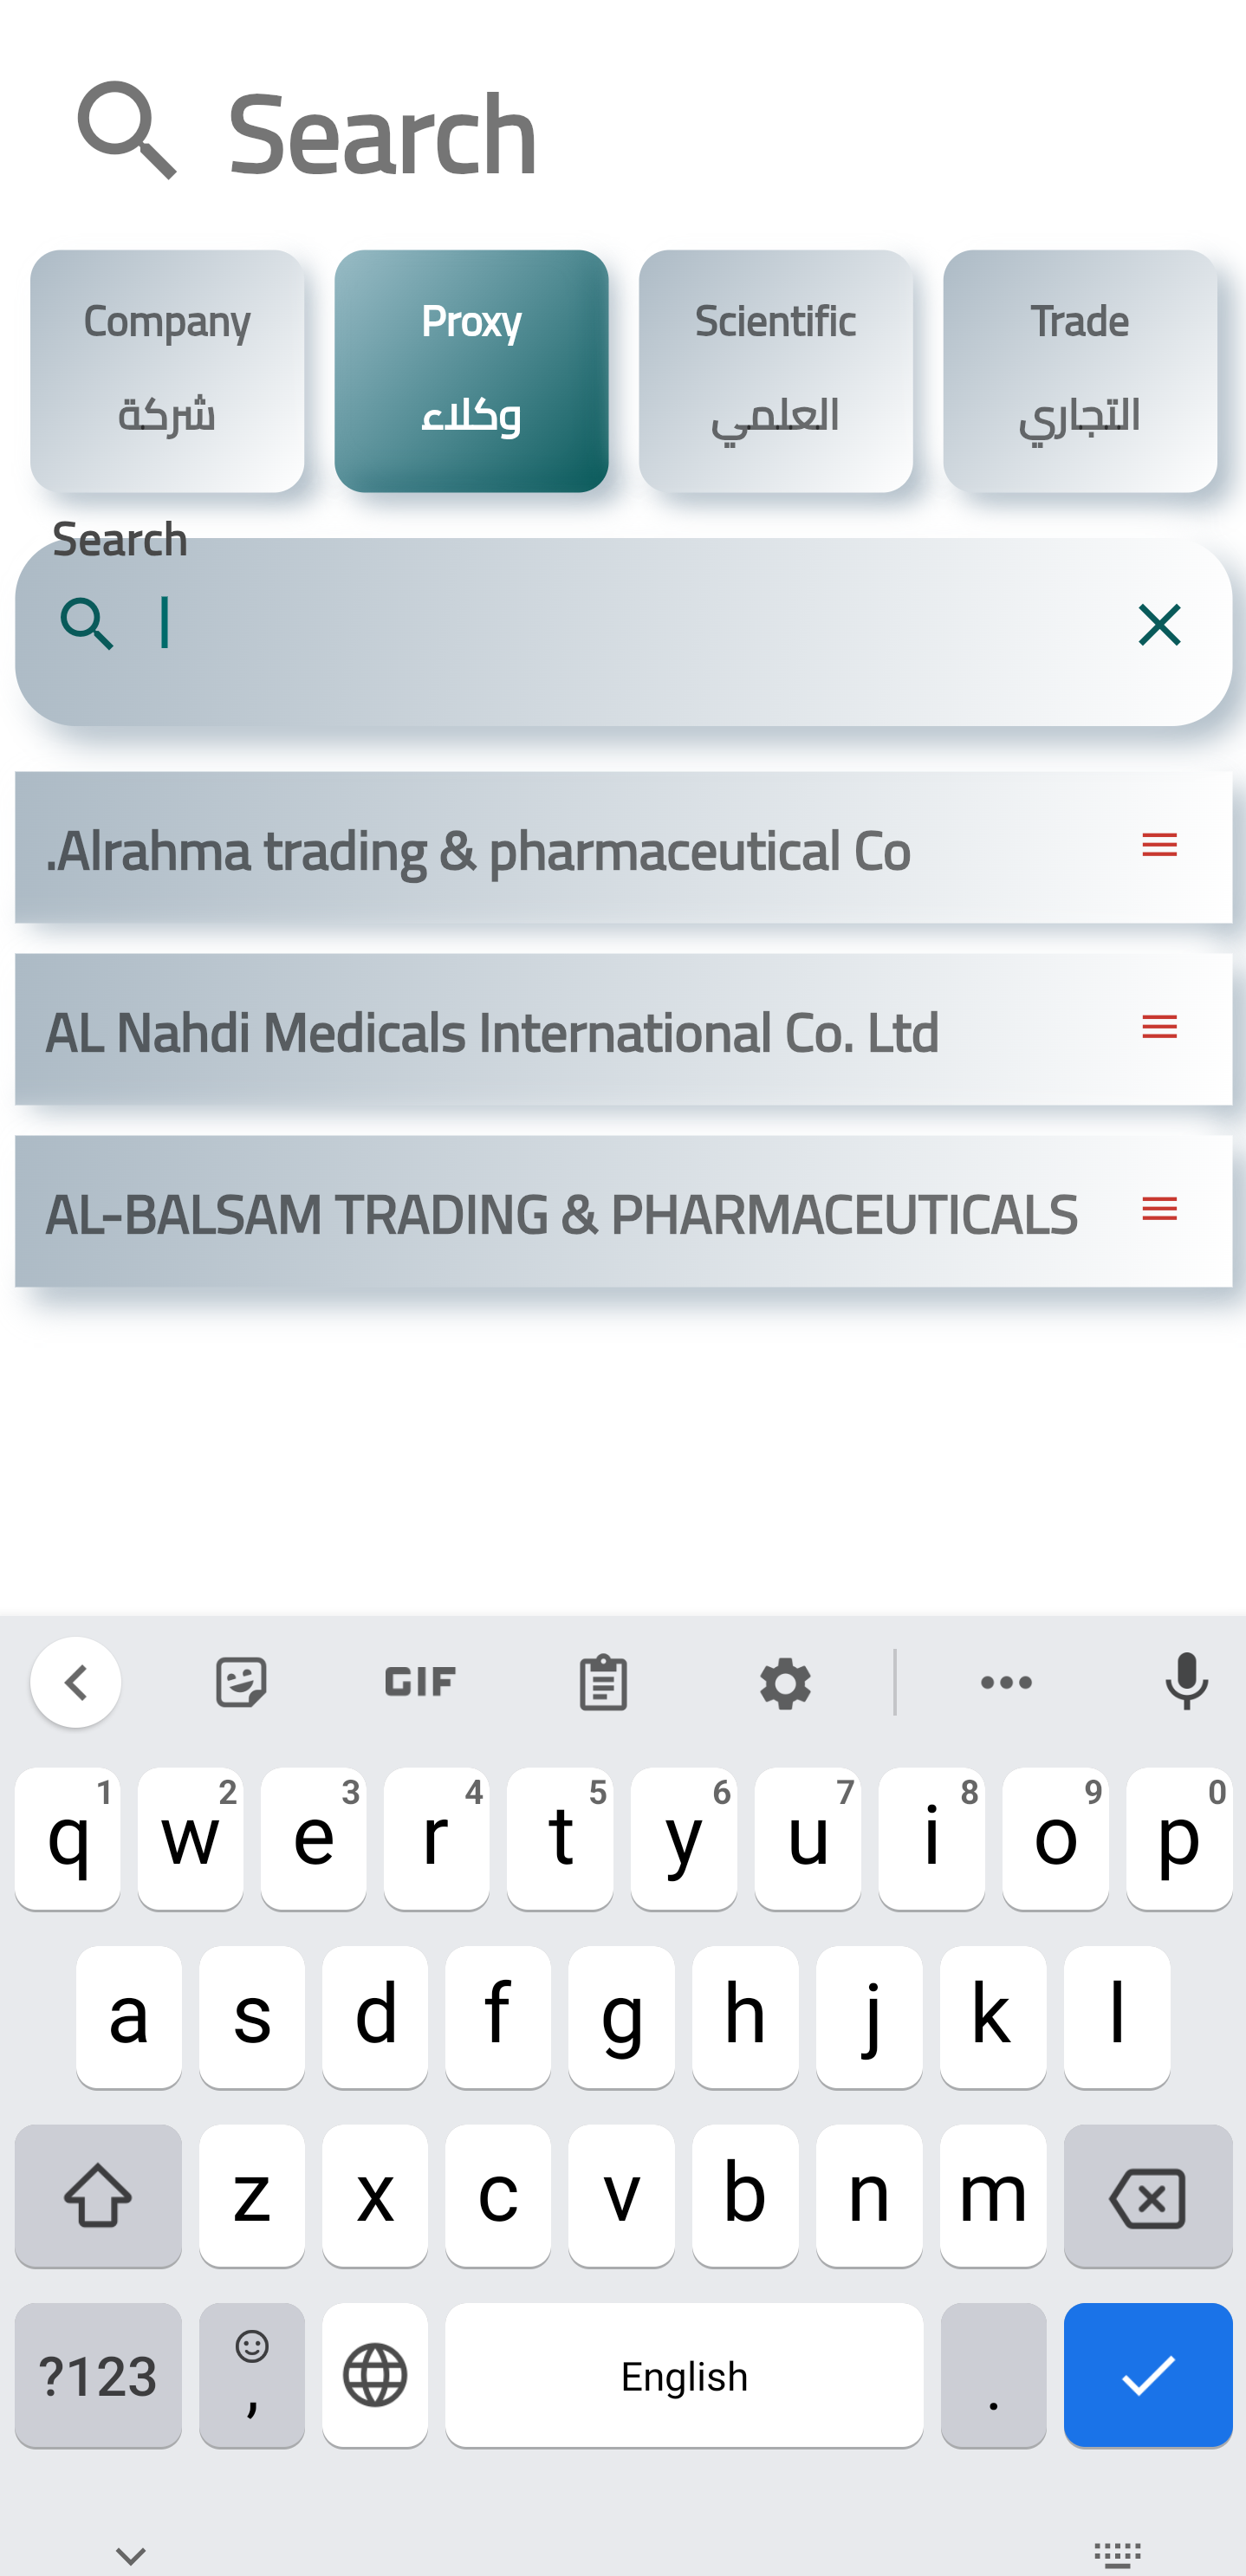 Search
Company
شركة
Proxy
وكلاء
Scientific
العلمي
Trade
التجاري
Search
.Alrahma trading & pharmaceutical Co
AL Nahdi Medicals International Co. Ltd
AL-BALSAM TRADING & PHARMACEUTICALS
GIF
1 2 3 4 5 6 7 8 9 0
q w e r t y u i o p
a s d f g h j k l
z x c v b n m
?123 , English .